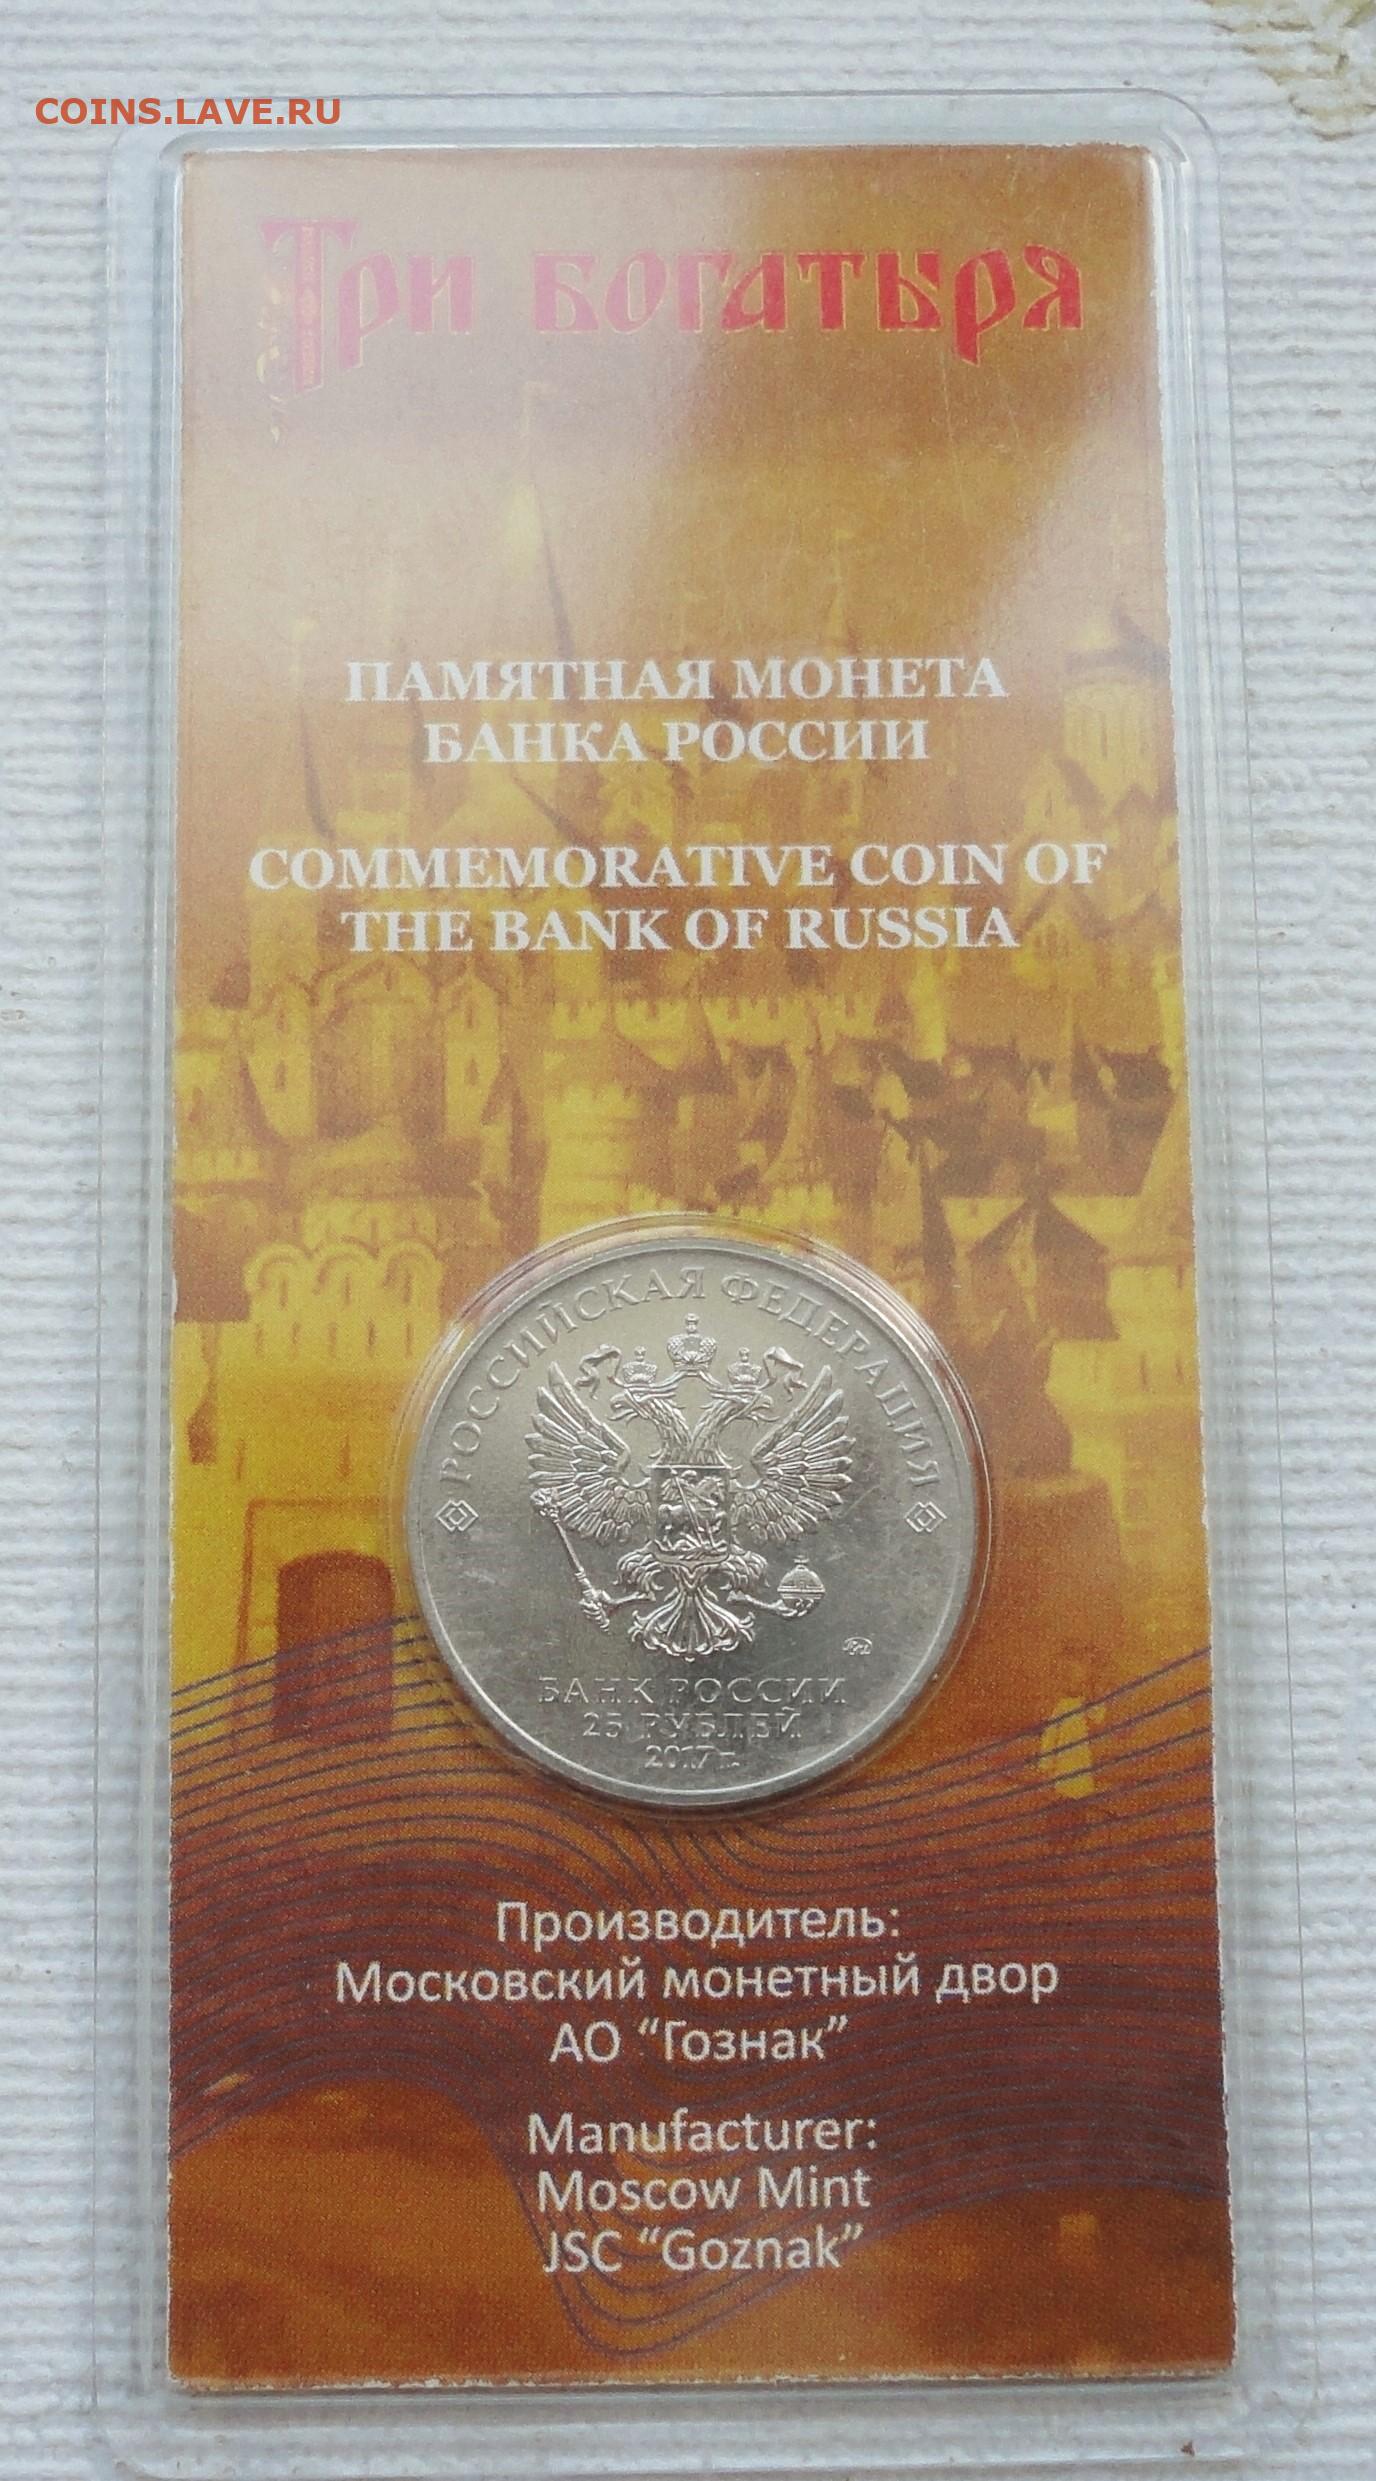 COINS.LAVE.RU
Три богатыря
ПАМЯТНАЯ МОНЕТА
БАНКА РОССИИ
COMMEMORATIVE COIN OF
THE BANK OF RUSSIA
РОССИЙСКАЯ ФЕДЕРАЦИЯ
БАНК РОССИИ
25 РУБЛЕЙ
2017 г.
Производитель:
Московский монетный двор
АО “Гознак”
Manufacturer:
Moscow Mint
JSC “Goznak”